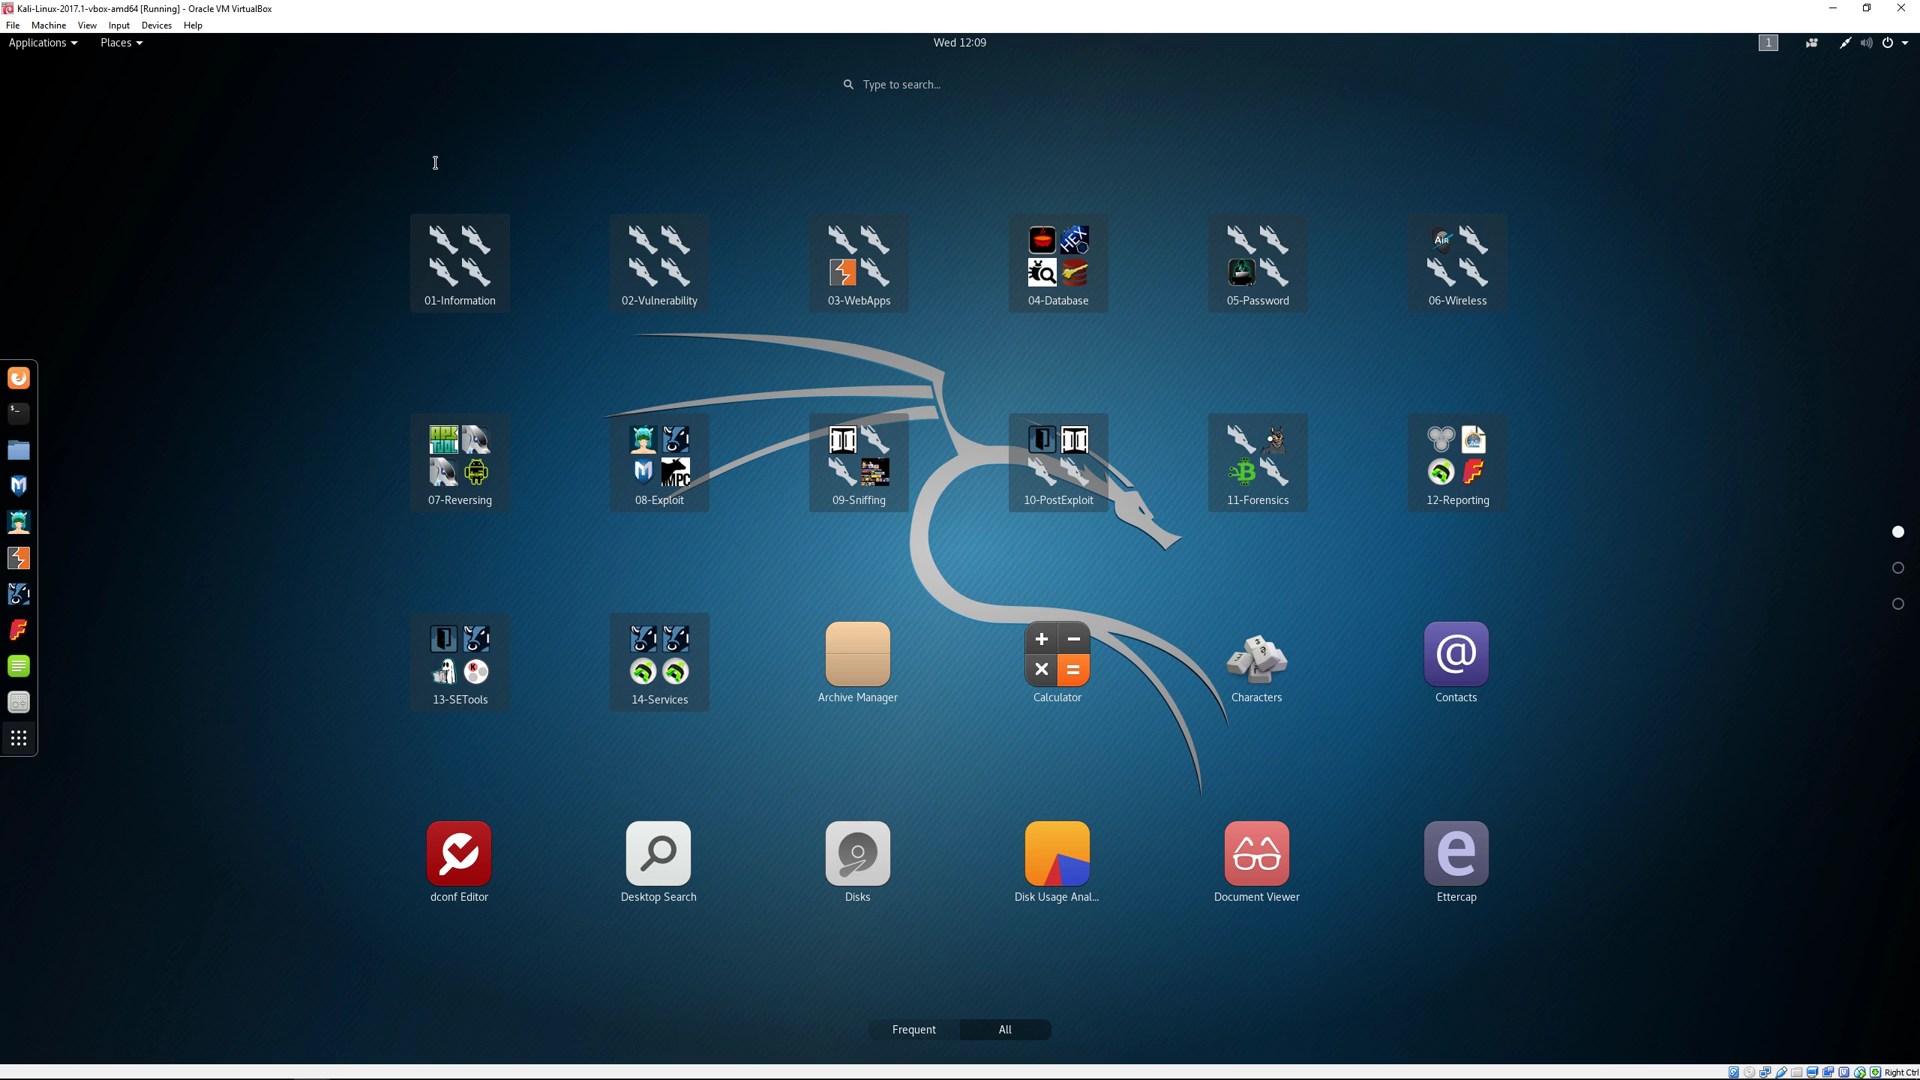 Kali-Linux-2017.1-vbox-amd64 [Running] - Oracle VM VirtualBox
File Machine View Input Devices Help
Applications Places Wed 12:09 1
Type to search...
01-Information 02-Vulnerability 03-WebApps 04-Database 05-Password 06-Wireless
07-Reversing 08-Exploit 09-Sniffing 10-PostExploit 11-Forensics 12-Reporting
13-SETools 14-Services Archive Manager Calculator Characters Contacts
dconf Editor Desktop Search Disks Disk Usage Anal... Document Viewer Ettercap
Frequent All
Right Ctrl